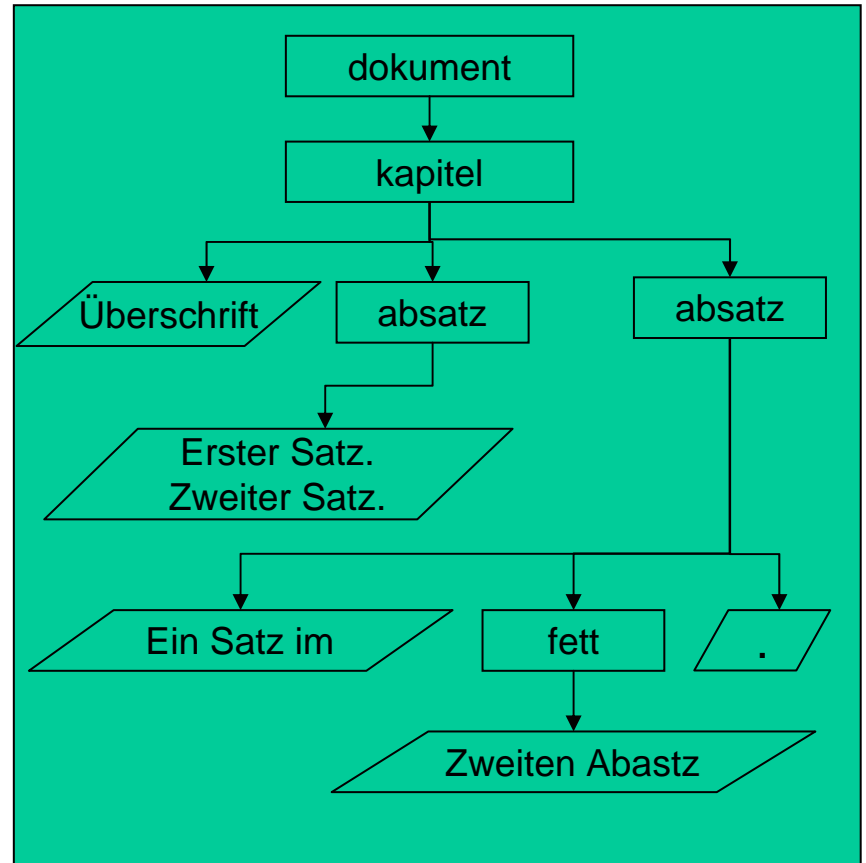 dokument
kapitel
Überschrift
absatz
absatz
Erster Satz.
Zweiter Satz.
Ein Satz im
fett
.
Zweiten Abastz